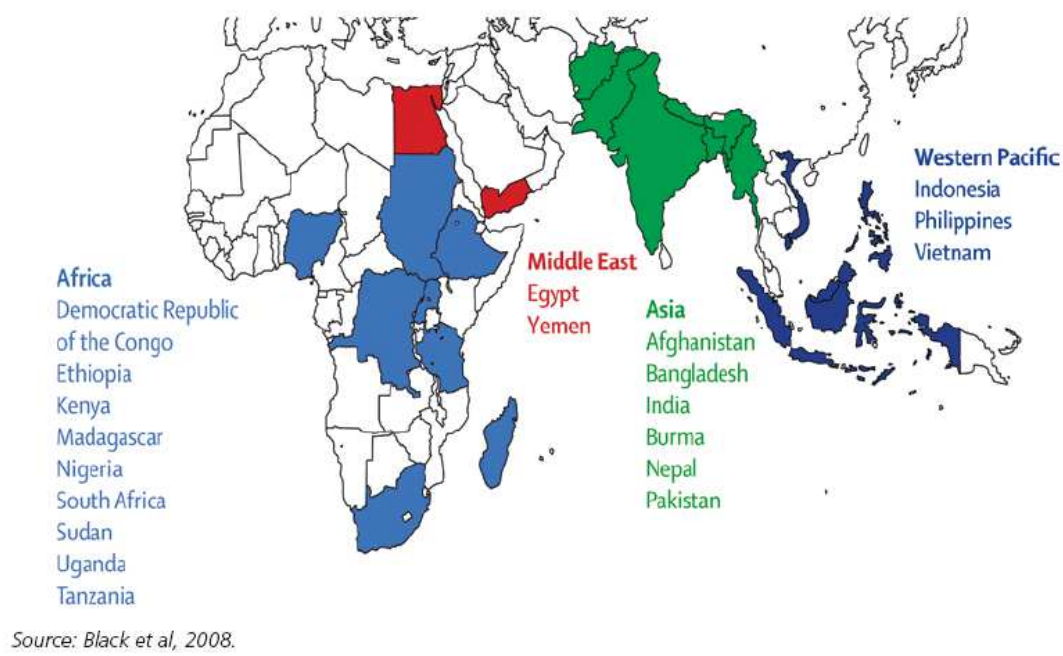 Africa
Democratic Republic
of the Congo
Ethiopia
Kenya
Madagascar
Nigeria
South Africa
Sudan
Uganda
Tanzania
Middle East
Egypt
Yemen
Asia
Afghanistan
Bangladesh
India
Burma
Nepal
Pakistan
Western Pacific
Indonesia
Philippines
Vietnam
Source: Black et al, 2008.